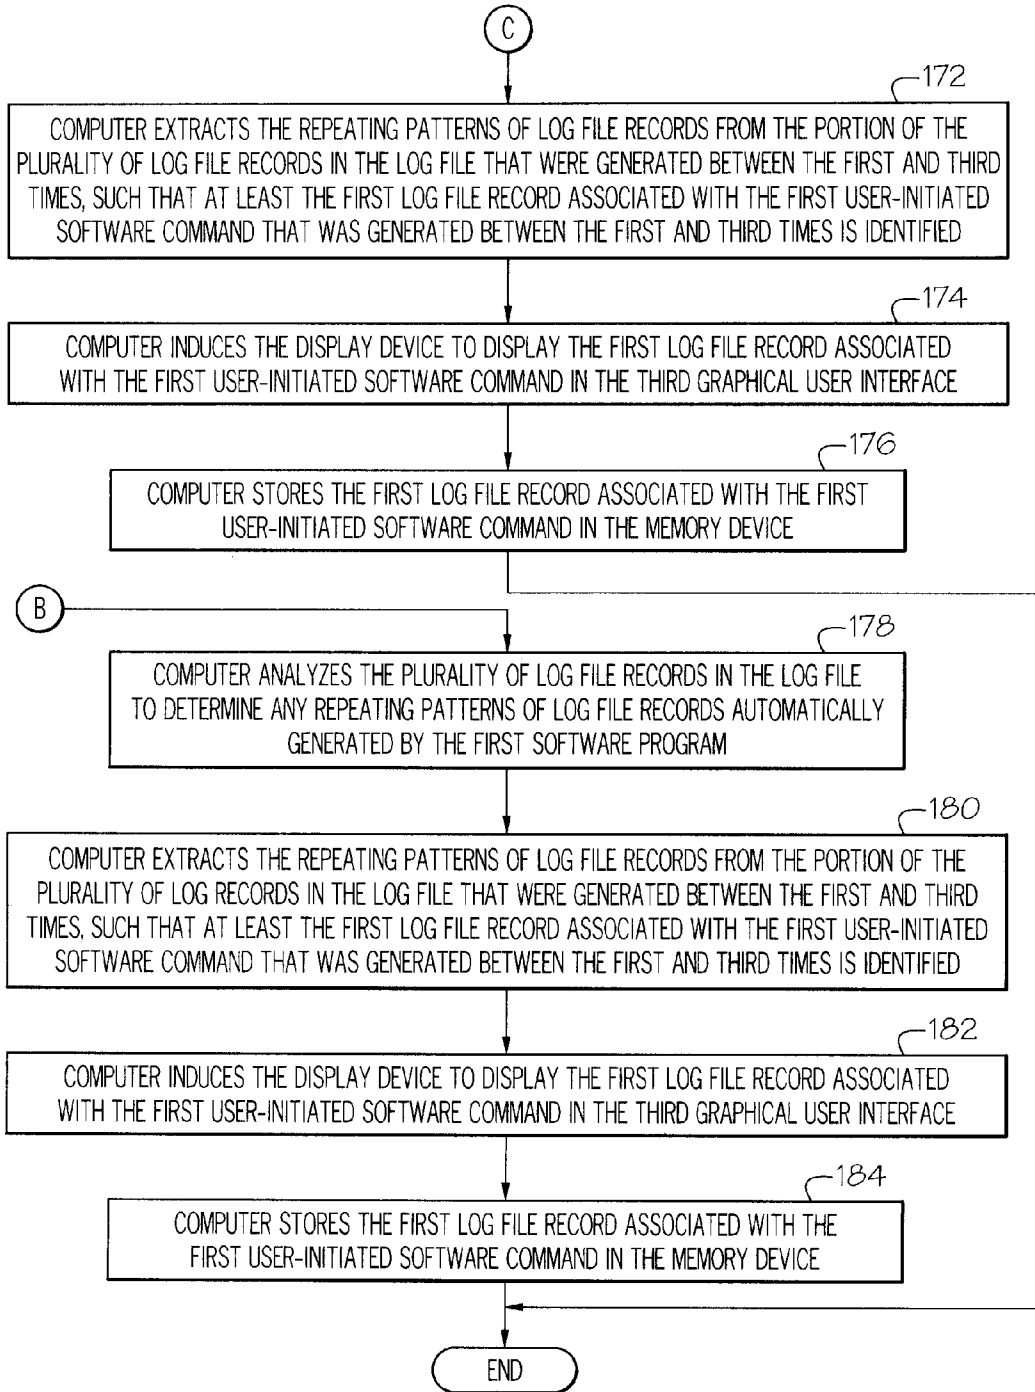 C
172
COMPUTER EXTRACTS THE REPEATING PATTERNS OF LOG FILE RECORDS FROM THE PORTION OF THE
PLURALITY OF LOG FILE RECORDS IN THE LOG FILE THAT WERE GENERATED BETWEEN THE FIRST AND THIRD
TIMES, SUCH THAT AT LEAST THE FIRST LOG FILE RECORD ASSOCIATED WITH THE FIRST USER-INITIATED
SOFTWARE COMMAND THAT WAS GENERATED BETWEEN THE FIRST AND THIRD TIMES IS IDENTIFIED
174
COMPUTER INDUCES THE DISPLAY DEVICE TO DISPLAY THE FIRST LOG FILE RECORD ASSOCIATED
WITH THE FIRST USER-INITIATED SOFTWARE COMMAND IN THE THIRD GRAPHICAL USER INTERFACE
176
COMPUTER STORES THE FIRST LOG FILE RECORD ASSOCIATED WITH THE FIRST
USER-INITIATED SOFTWARE COMMAND IN THE MEMORY DEVICE
B
178
COMPUTER ANALYZES THE PLURALITY OF LOG FILE RECORDS IN THE LOG FILE
TO DETERMINE ANY REPEATING PATTERNS OF LOG FILE RECORDS AUTOMATICALLY
GENERATED BY THE FIRST SOFTWARE PROGRAM
180
COMPUTER EXTRACTS THE REPEATING PATTERNS OF LOG FILE RECORDS FROM THE PORTION OF THE
PLURALITY OF LOG RECORDS IN THE LOG FILE THAT WERE GENERATED BETWEEN THE FIRST AND THIRD
TIMES, SUCH THAT AT LEAST THE FIRST LOG FILE RECORD ASSOCIATED WITH THE FIRST USER-INITIATED
SOFTWARE COMMAND THAT WAS GENERATED BETWEEN THE FIRST AND THIRD TIMES IS IDENTIFIED
182
COMPUTER INDUCES THE DISPLAY DEVICE TO DISPLAY THE FIRST LOG FILE RECORD ASSOCIATED
WITH THE FIRST USER-INITIATED SOFTWARE COMMAND IN THE THIRD GRAPHICAL USER INTERFACE
184
COMPUTER STORES THE FIRST LOG FILE RECORD ASSOCIATED WITH THE
FIRST USER-INITIATED SOFTWARE COMMAND IN THE MEMORY DEVICE
END